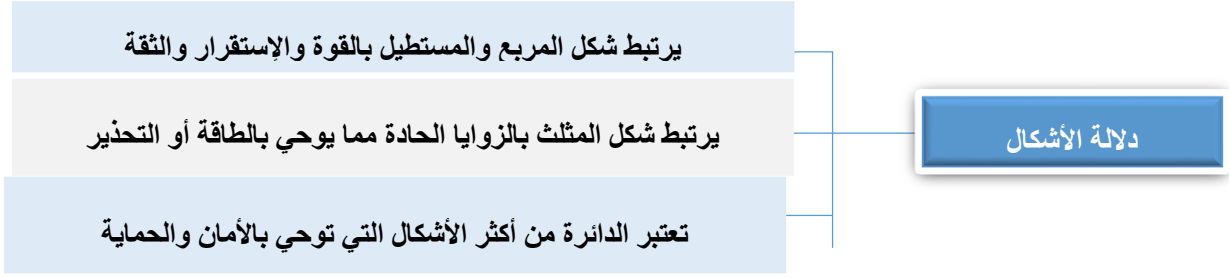 دلالة الأشكال
يرتبط شكل المربع والمستطيل بالقوة والإستقرار والثقة
يرتبط شكل المثلث بالزوايا الحادة مما يوحي بالطاقة أو التحذير
تعتبر الدائرة من أكثر الأشكال التي توحي بالأمان والحماية